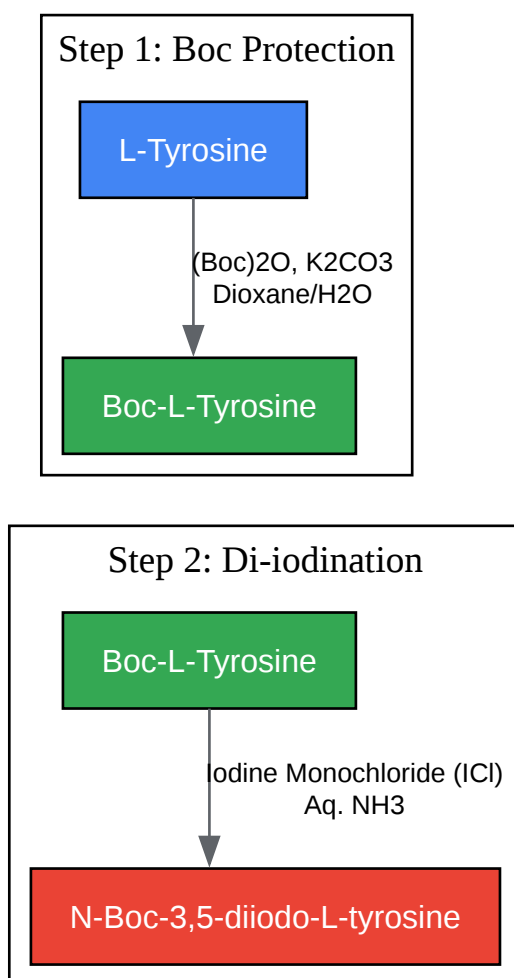 Step 1: Boc Protection
L-Tyrosine
(Boc)2O, K2CO3
Dioxane/H2O
Boc-L-Tyrosine
Step 2: Di-iodination
Boc-L-Tyrosine
Iodine Monochloride (ICl)
Aq. NH3
N-Boc-3,5-diiodo-L-tyrosine